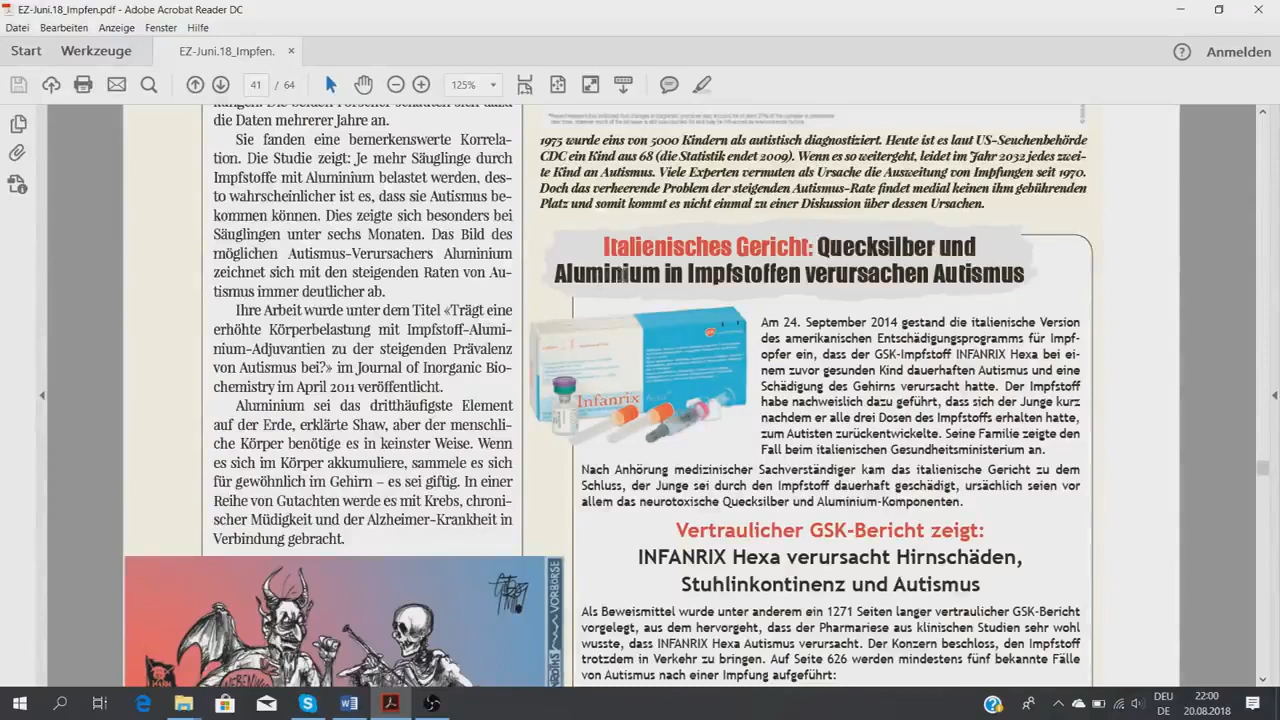 EZ-Juni.18_Impfen.pdf - Adobe Acrobat Reader DC
Datei Bearbeiten Anzeige Fenster Hilfe
Start Werkzeuge EZ-Juni.18_Impfen. × Anmelden
41 / 64 125%
die Daten mehrerer Jahre an.
Sie fanden eine bemerkenswerte Korrela-
tion. Die Studie zeigt: Je mehr Säuglinge durch
Impfstoffe mit Aluminium belastet werden, des-
to wahrscheinlicher ist es, dass sie Autismus be-
kommen können. Dies zeigte sich besonders bei
Säuglingen unter sechs Monaten. Das Bild des
möglichen Autismus-Verursachers Aluminium
zeichnet sich mit den steigenden Raten von Au-
tismus immer deutlicher ab.
Ihre Arbeit wurde unter dem Titel «Trägt eine
erhöhte Körperbelastung mit Impfstoff-Alumi-
nium-Adjuvantien zu der steigenden Prävalenz
von Autismus bei?» im Journal of Inorganic Bio-
chemistry im April 2011 veröffentlicht.
Aluminium sei das dritthäufigste Element
auf der Erde, erklärte Shaw, aber der menschli-
che Körper benötige es in keinster Weise. Wenn
es sich im Körper akkumuliere, sammele es sich
für gewöhnlich im Gehirn – es sei giftig. In einer
Reihe von Gutachten werde es mit Krebs, chroni-
scher Müdigkeit und der Alzheimer-Krankheit in
Verbindung gebracht.
VORBÖRSE
1975 wurde eins von 5000 Kindern als autistisch diagnostiziert. Heute ist es laut US-Seuchenbehörde
CDC ein Kind aus 68 (die Statistik endet 2009). Wenn es so weitergeht, leidet im Jahr 2032 jedes zwei-
te Kind an Autismus. Viele Experten vermuten als Ursache die Ausweitung von Impfungen seit 1970.
Doch das verheerende Problem der steigenden Autismus-Rate findet medial keinen ihm gebührenden
Platz und somit kommt es nicht einmal zu einer Diskussion über dessen Ursachen.
Italienisches Gericht: Quecksilber und
Aluminium in Impfstoffen verursachen Autismus
Infanrix
Am 24. September 2014 gestand die italienische Version
des amerikanischen Entschädigungsprogramms für Impf-
opfer ein, dass der GSK-Impfstoff INFANRIX Hexa bei ei-
nem zuvor gesunden Kind dauerhaften Autismus und eine
Schädigung des Gehirns verursacht hatte. Der Impfstoff
habe nachweislich dazu geführt, dass sich der Junge kurz
nachdem er alle drei Dosen des Impfstoffs erhalten hatte,
zum Autisten zurückentwickelte. Seine Familie zeigte den
Fall beim italienischen Gesundheitsministerium an.
Nach Anhörung medizinischer Sachverständiger kam das italienische Gericht zu dem
Schluss, der Junge sei durch den Impfstoff dauerhaft geschädigt, ursächlich seien vor
allem das neurotoxische Quecksilber und Aluminium-Komponenten.
Vertraulicher GSK-Bericht zeigt:
INFANRIX Hexa verursacht Hirnschäden,
Stuhlinkontinenz und Autismus
Als Beweismittel wurde unter anderem ein 1271 Seiten langer vertraulicher GSK-Bericht
vorgelegt, aus dem hervorgeht, dass der Pharmariese aus klinischen Studien sehr wohl
wusste, dass INFANRIX Hexa Autismus verursacht. Der Konzern beschloss, den Impfstoff
trotzdem in Verkehr zu bringen. Auf Seite 626 werden mindestens fünf bekannte Fälle
von Autismus nach einer Impfung aufgeführt:
DEU 22:00
DE 20.08.2018